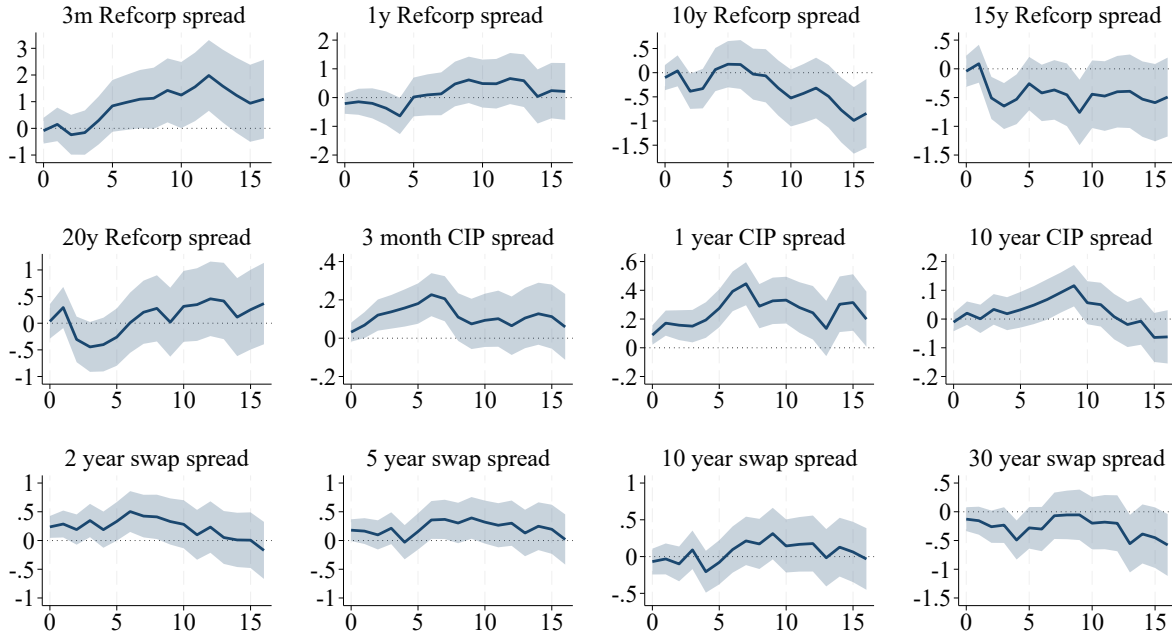 3m Refcorp spread
3
2
1
0
-1
0 5 10 15
1y Refcorp spread
2
1
0
-1
-2
0 5 10 15
10y Refcorp spread
.5
0
-.5
-1
-1.5
0 5 10 15
15y Refcorp spread
.5
0
-.5
-1
-1.5
0 5 10 15
20y Refcorp spread
1
.5
0
-.5
-1
0 5 10 15
3 month CIP spread
.4
.2
0
-.2
0 5 10 15
1 year CIP spread
.6
.4
.2
0
-.2
0 5 10 15
10 year CIP spread
.2
.1
0
-.1
-.2
0 5 10 15
2 year swap spread
1
.5
0
-.5
-1
0 5 10 15
5 year swap spread
1
.5
0
-.5
-1
0 5 10 15
10 year swap spread
1
.5
0
-.5
0 5 10 15
30 year swap spread
.5
0
-.5
-1
-1.5
0 5 10 15